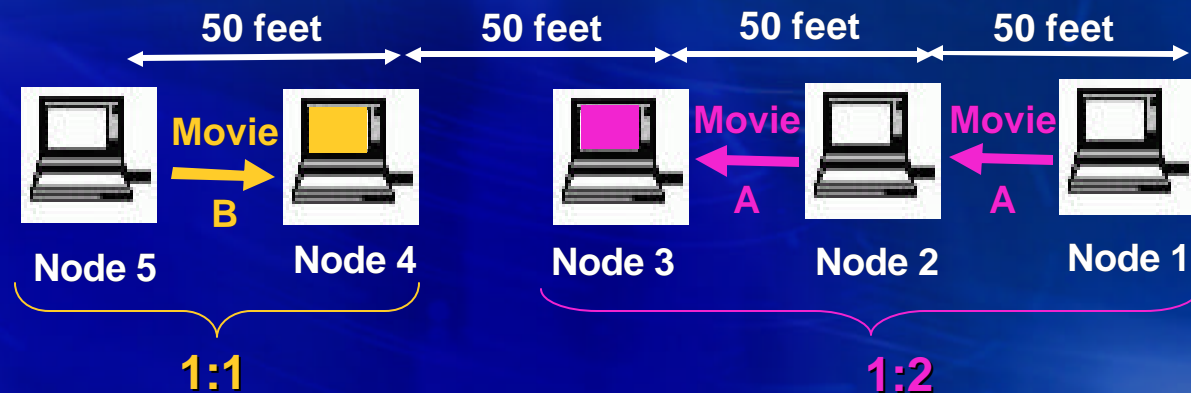 50 feet 50 feet 50 feet 50 feet
Movie Movie Movie
B A A
Node 5 Node 4 Node 3 Node 2 Node 1
1:1 1:2